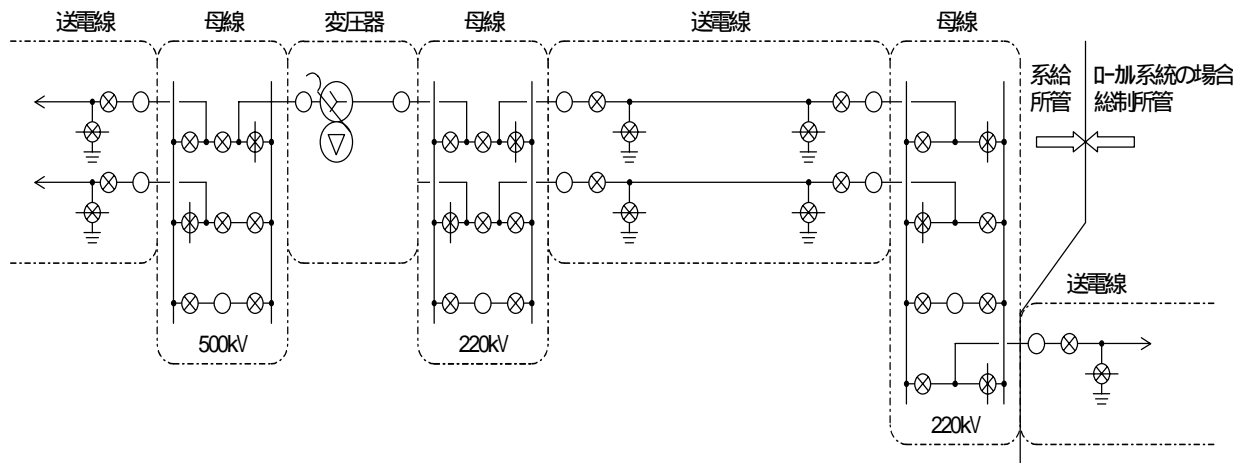 送電線
母線
変圧器
母線
送電線
母線
系給
所管
ローカル系統の場合
総制所管
送電線
500kV
220kV
220kV